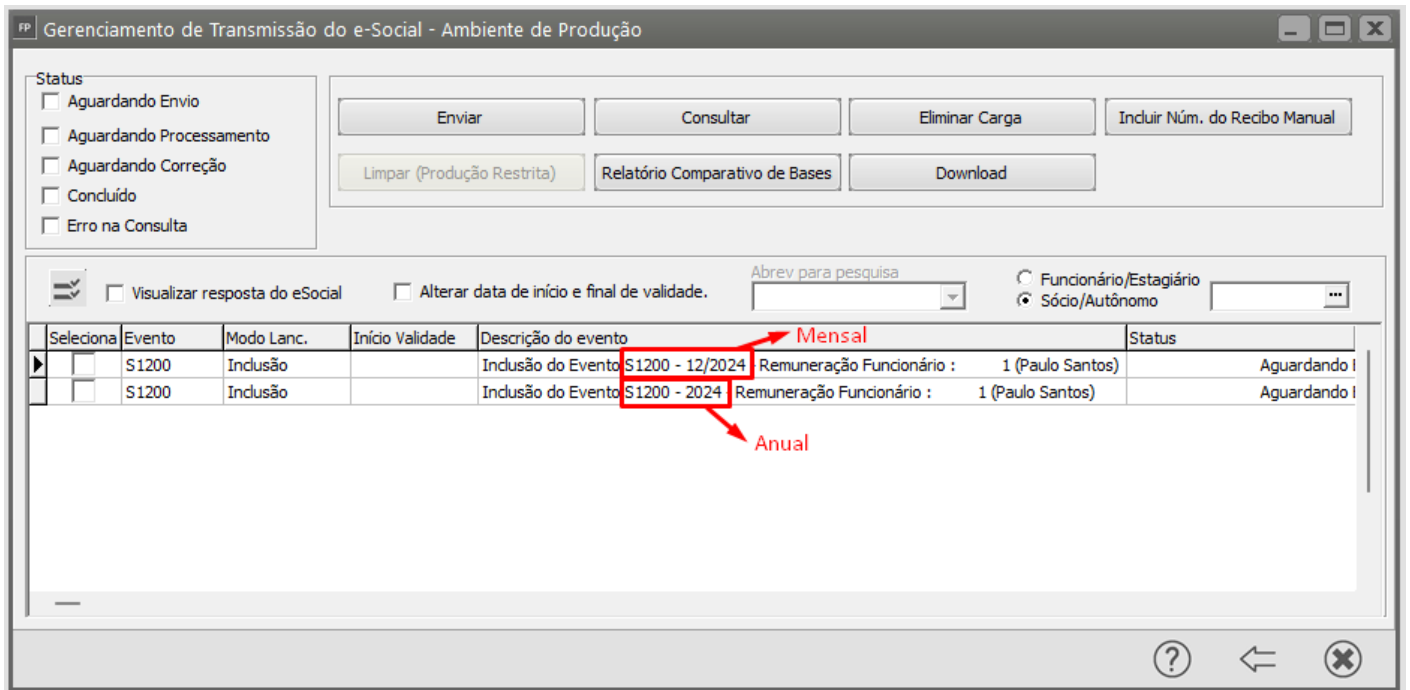 FP Gerenciamento de Transmissão do e-Social - Ambiente de Produção
Status
Aguardando Envio
Aguardando Processamento
Aguardando Correção
Concluído
Erro na Consulta
Enviar
Consultar
Eliminar Carga
Incluir Núm. do Recibo Manual
Limpar (Produção Restrita)
Relatório Comparativo de Bases
Download
Visualizar resposta do eSocial
Alterar data de início e final de validade.
Abrev para pesquisa
Funcionário/Estagiário
Sócio/Autônomo
...
Seleciona Evento Modo Lanc. Início Validade Descrição do evento Status
Mensal
S1200 Inclusão Inclusão do Evento S1200 - 12/2024 - Remuneração Funcionário : 1 (Paulo Santos) Aguardando
S1200 Inclusão Inclusão do Evento S1200 - 2024 - Remuneração Funcionário : 1 (Paulo Santos) Aguardando
Anual
?